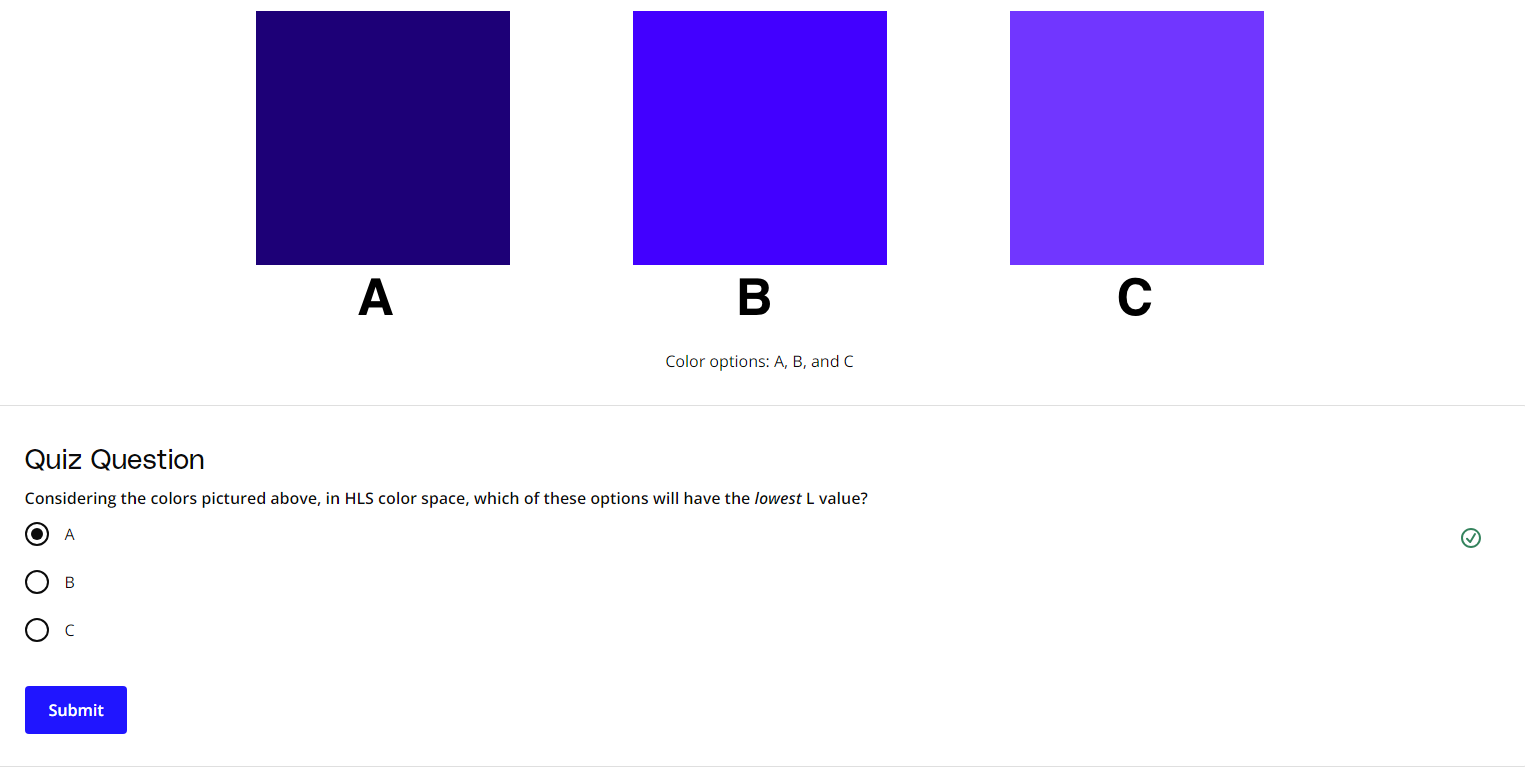 A
B
C
Color options: A, B, and C
Quiz Question
Considering the colors pictured above, in HLS color space, which of these options will have the lowest L value?
A
B
C
Submit